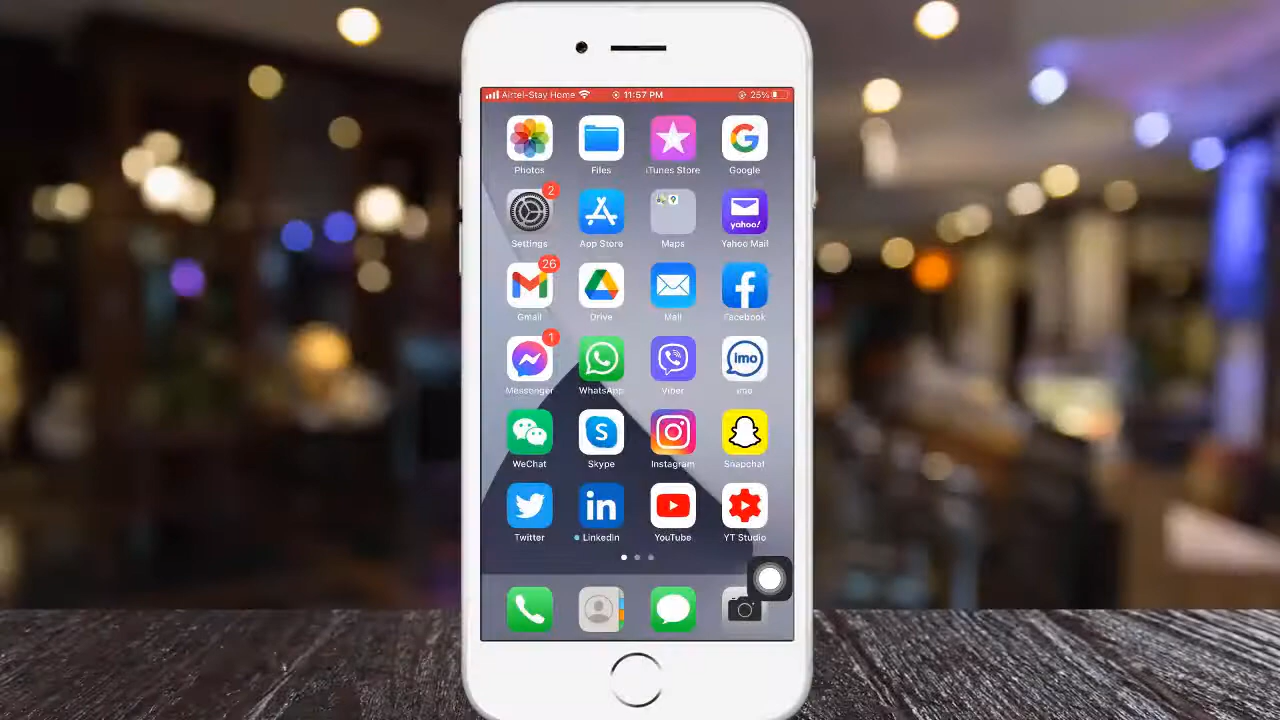 Airtel-Stay Home 11:57 PM 25%
Photos Files iTunes Store Google
2
yahoo!
Settings App Store Maps Yahoo Mail
26
Gmail Drive Mail Facebook
1
imo
Messenger WhatsApp Viber imo
S
WeChat Skype Instagram Snapchat
in
Twitter LinkedIn YouTube YT Studio